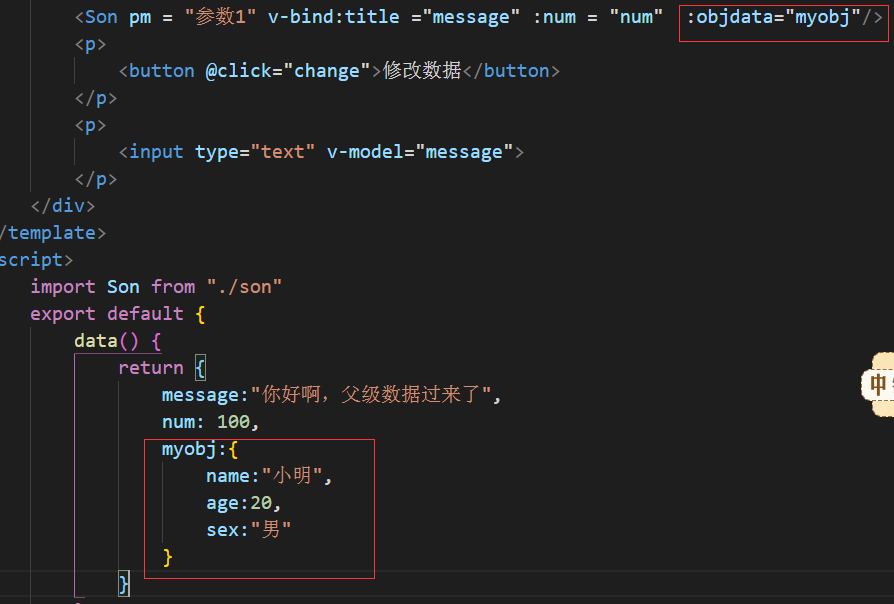 <Son pm = "参数1" v-bind:title ="message" :num = "num" :objdata="myobj"/>
<p>
<button @click="change">修改数据</button>
</p>
<p>
<input type="text" v-model="message">
</p>
</div>
/template>
script>
import Son from "./son"
export default {
data() {
return {
message:"你好啊，父级数据过来了",
num: 100,
myobj:{
name:"小明",
age:20,
sex:"男"
}
}